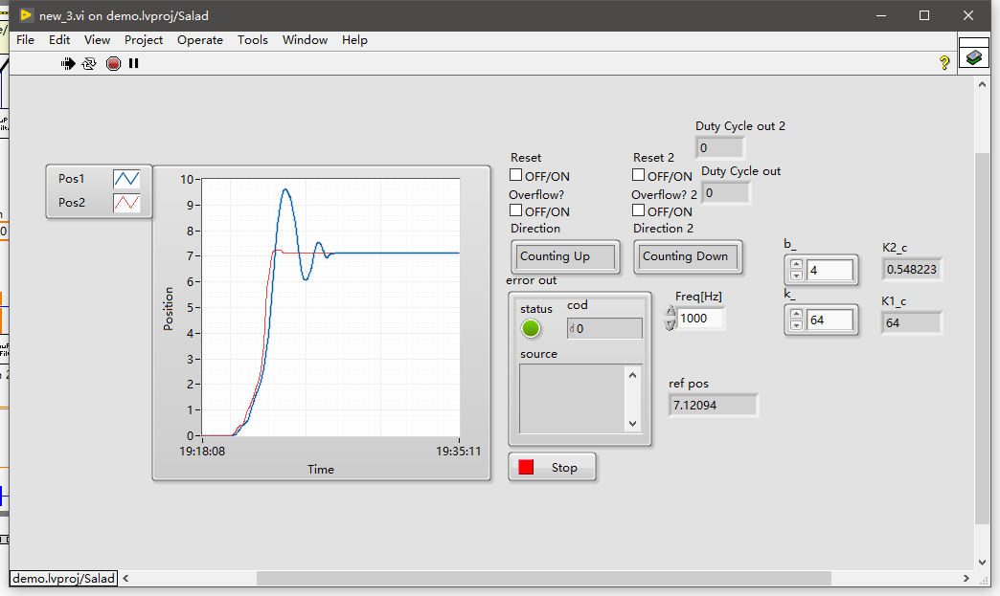 new_3.vi on demo.lvproj/Salad
File Edit View Project Operate Tools Window Help
Pos1
Pos2
10
9
8
7
6
5
4
3
2
1
0
Position
19:18:08
19:35:11
Time
Duty Cycle out 2
0
Duty Cycle out
0
Reset
OFF/ON
Overflow?
OFF/ON
Direction
Counting Up
Reset 2
OFF/ON
Overflow? 2
OFF/ON
Direction 2
Counting Down
error out
status
cod
d 0
source
Freq[Hz]
1000
b_
4
k_
64
K2_c
0.548223
K1_c
64
ref pos
7.12094
Stop
demo.lvproj/Salad